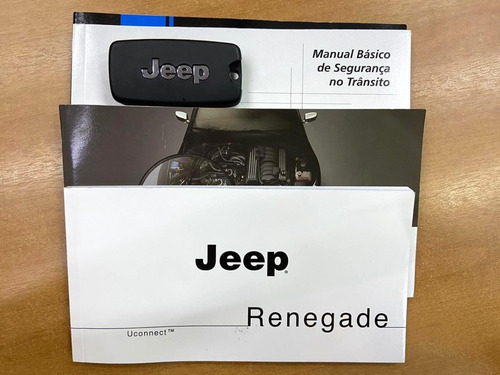 Jeep
Manual Básico
de Segurança
no Trânsito
Jeep
Renegade
Uconnect™